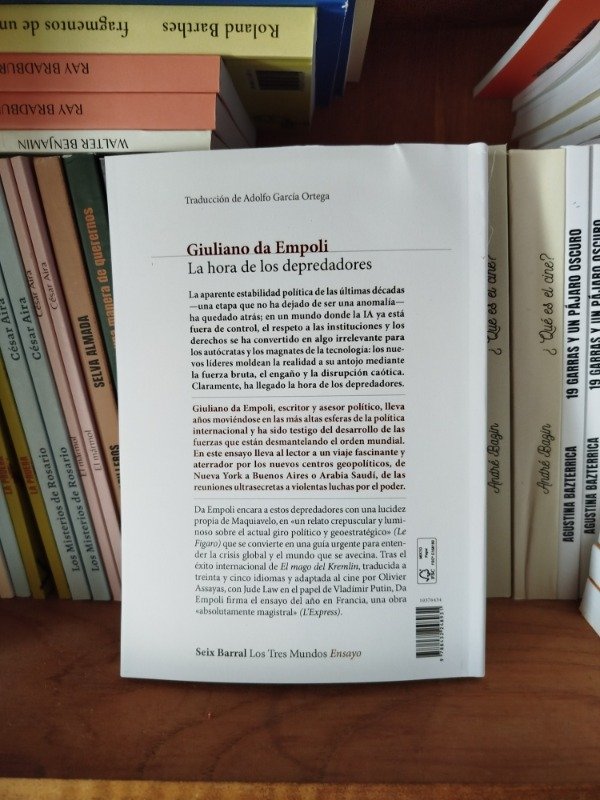 Roland Barthes
fragmentos de un
RAY BRADBUR
RAY BRADBUR
WALTER BENJAMIN
Traducción de Adolfo García Ortega
Giuliano da Empoli
La hora de los depredadores
La aparente estabilidad política de las últimas décadas
—una etapa que no ha dejado de ser una anomalía—
ha quedado atrás; en un mundo donde la IA ya está
fuera de control, el respeto a las instituciones y los
derechos se ha convertido en algo irrelevante para
los autócratas y los magnates de la tecnología: los nue-
vos líderes moldean la realidad a su antojo mediante
la fuerza bruta, el engaño y la disrupción caótica.
Claramente, ha llegado la hora de los depredadores.
Giuliano da Empoli, escritor y asesor político, lleva
años moviéndose en las más altas esferas de la política
internacional y ha sido testigo del desarrollo de las
fuerzas que están desmantelando el orden mundial.
En este ensayo lleva al lector a un viaje fascinante y
aterrador por los nuevos centros geopolíticos, de
Nueva York a Buenos Aires o Arabia Saudí, de las
reuniones ultrasecretas a violentas luchas por el poder.
Da Empoli encara a estos depredadores con una lucidez
propia de Maquiavelo, en «un relato crepuscular y lumi-
noso sobre el actual giro político y geoestratégico» (Le
Figaro) que se convierte en una guía urgente para enten-
der la crisis global y el mundo que se avecina. Tras el
éxito internacional de El mago del Kremlin, traducida a
treinta y cinco idiomas y adaptada al cine por Olivier
Assayas, con Jude Law en el papel de Vladímir Putin, Da
Empoli firma el ensayo del año en Francia, una obra
«absolutamente magistral» (L'Express).
Seix Barral Los Tres Mundos Ensayo
FSC
César Aira
César Aira
César Aira
César Aira
Los Misterios de Rosario
Los Misterios de Rosario
El mármol
El mármol
SELVA ALMADA
manera de querernos
¿Qué es el cine?
André Bazin
¿Qué es el cine?
André Bazin
19 GARRAS Y UN PÁJARO OSCURO
AGUSTINA BAZTERRICA
19 GARRAS Y UN PÁJARO OSCURO
AGUSTINA BAZTERRICA